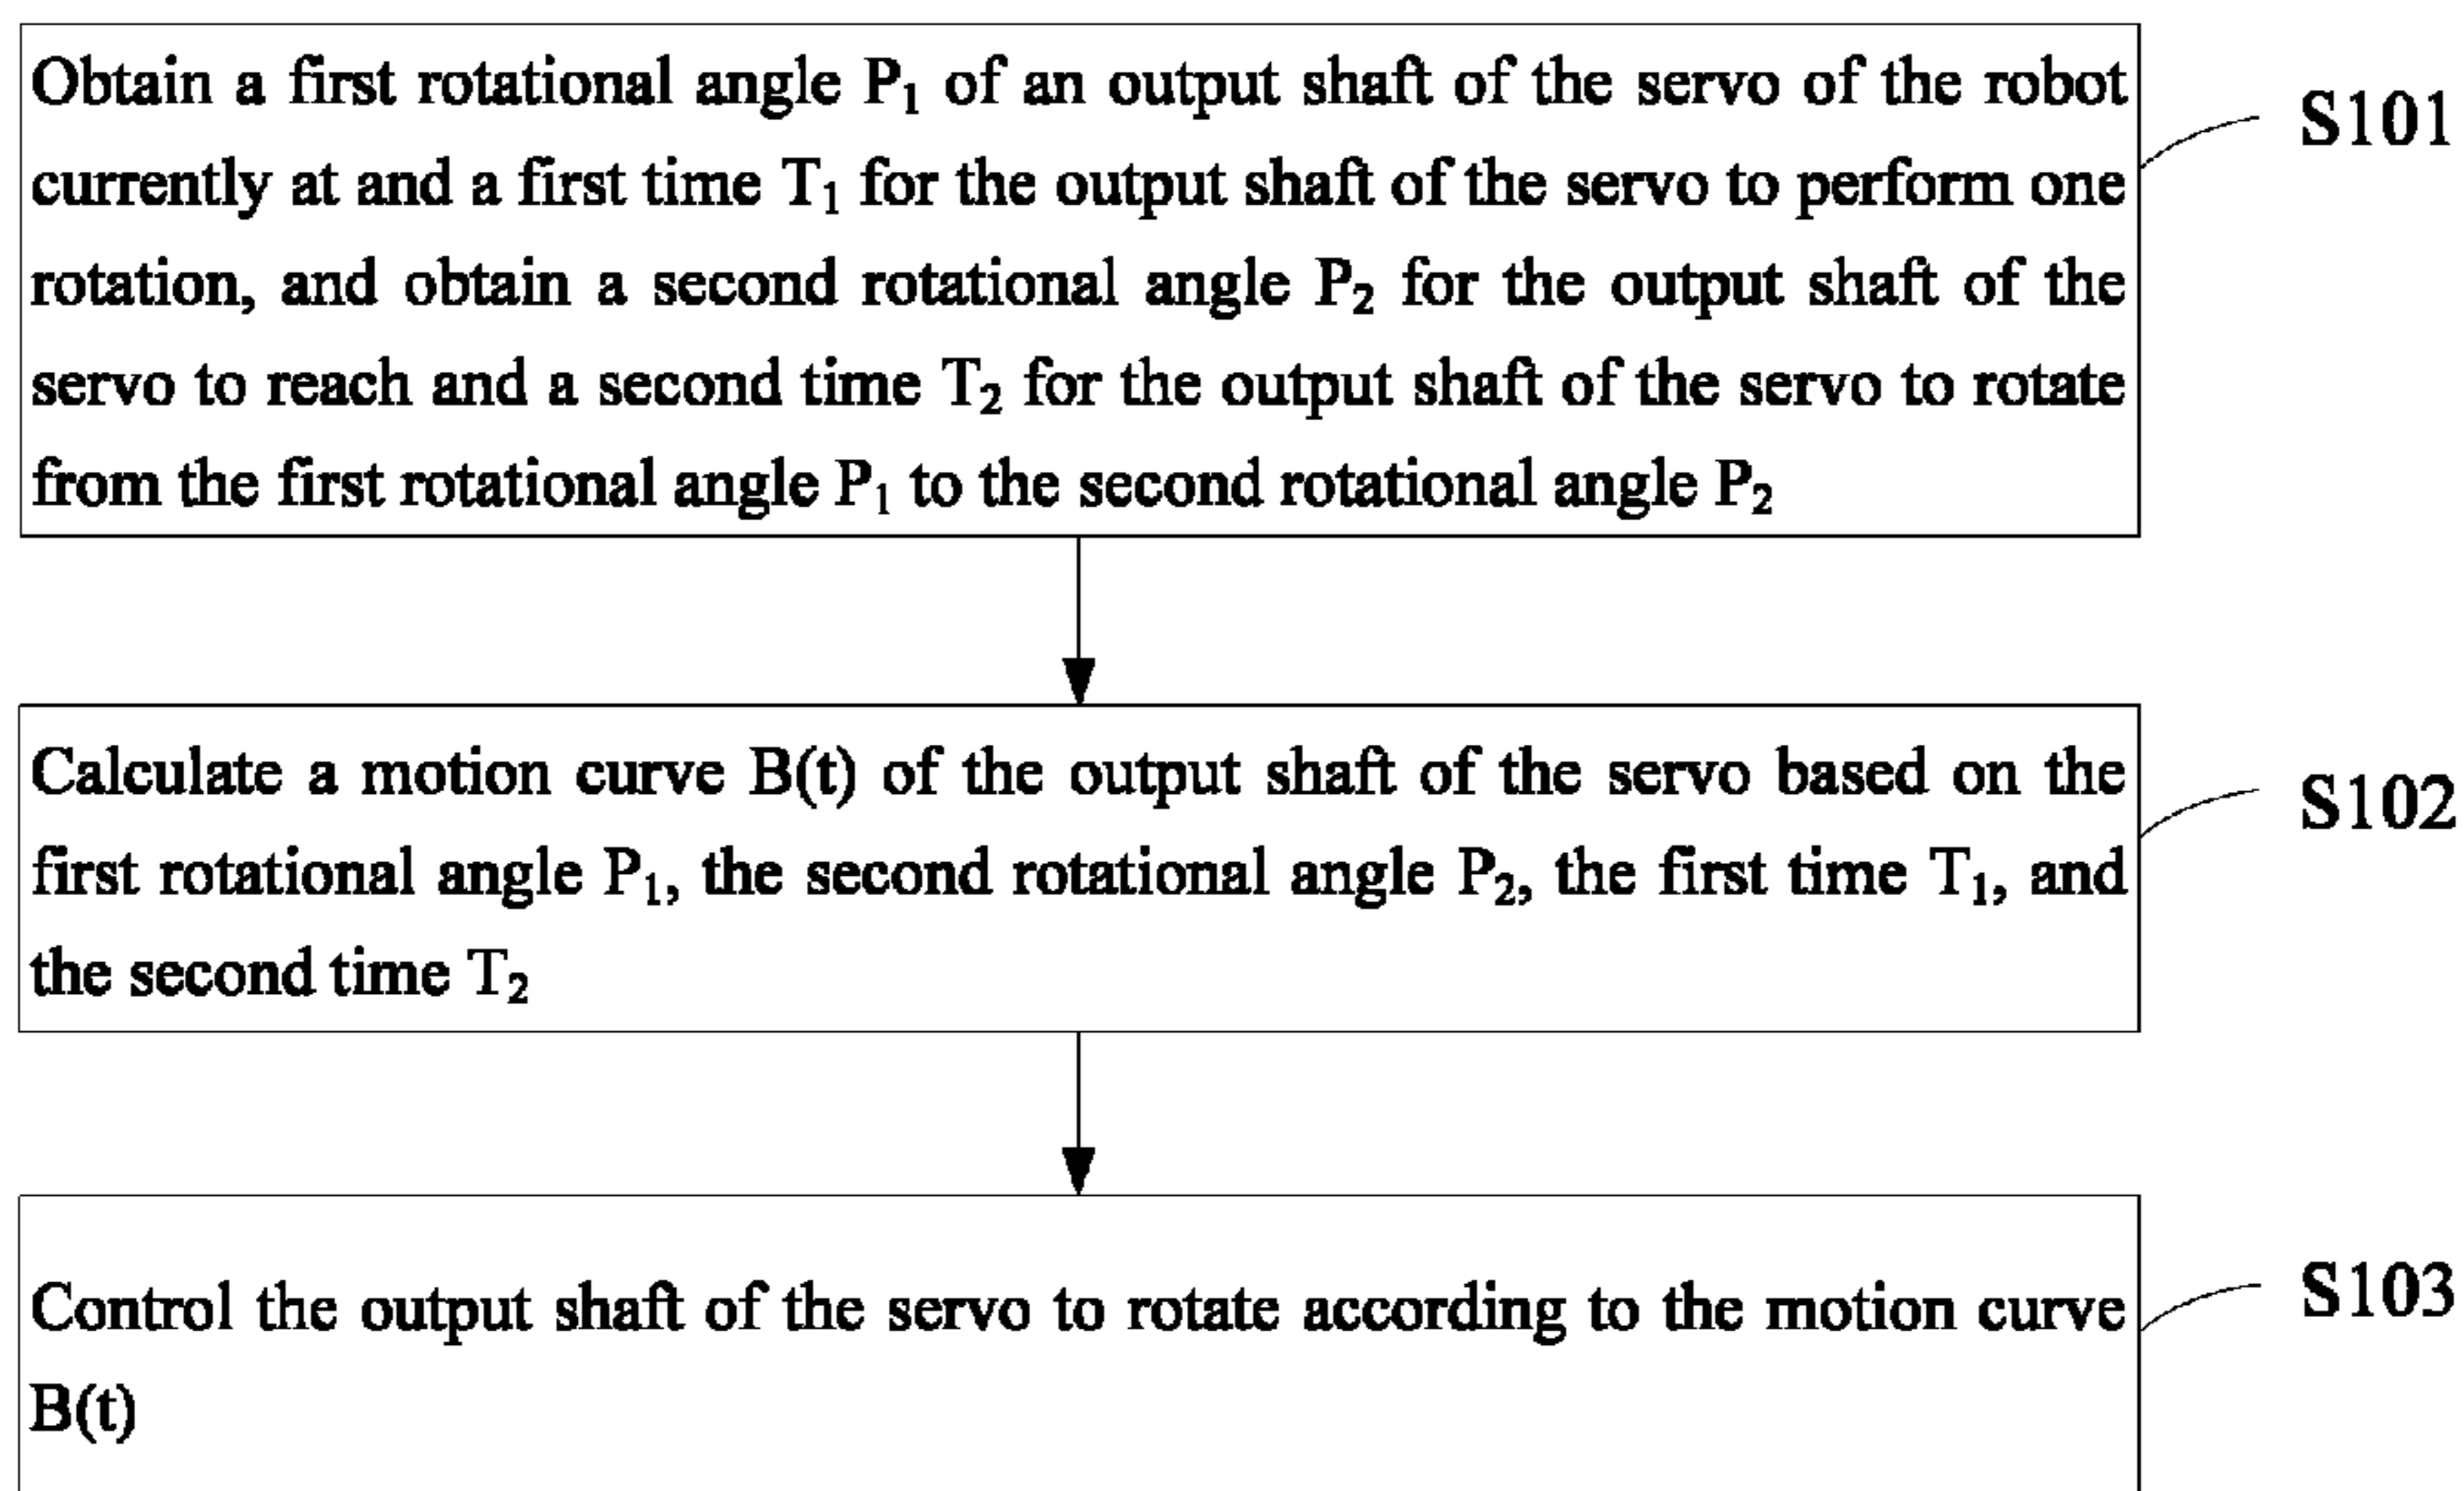 Obtain a first rotational angle P₁ of an output shaft of the servo of the robot
currently at and a first time T₁ for the output shaft of the servo to perform one
rotation, and obtain a second rotational angle P₂ for the output shaft of the
servo to reach and a second time T₂ for the output shaft of the servo to rotate
from the first rotational angle P₁ to the second rotational angle P₂
S101
Calculate a motion curve B(t) of the output shaft of the servo based on the
first rotational angle P₁, the second rotational angle P₂, the first time T₁, and
the second time T₂
S102
Control the output shaft of the servo to rotate according to the motion curve
B(t)
S103